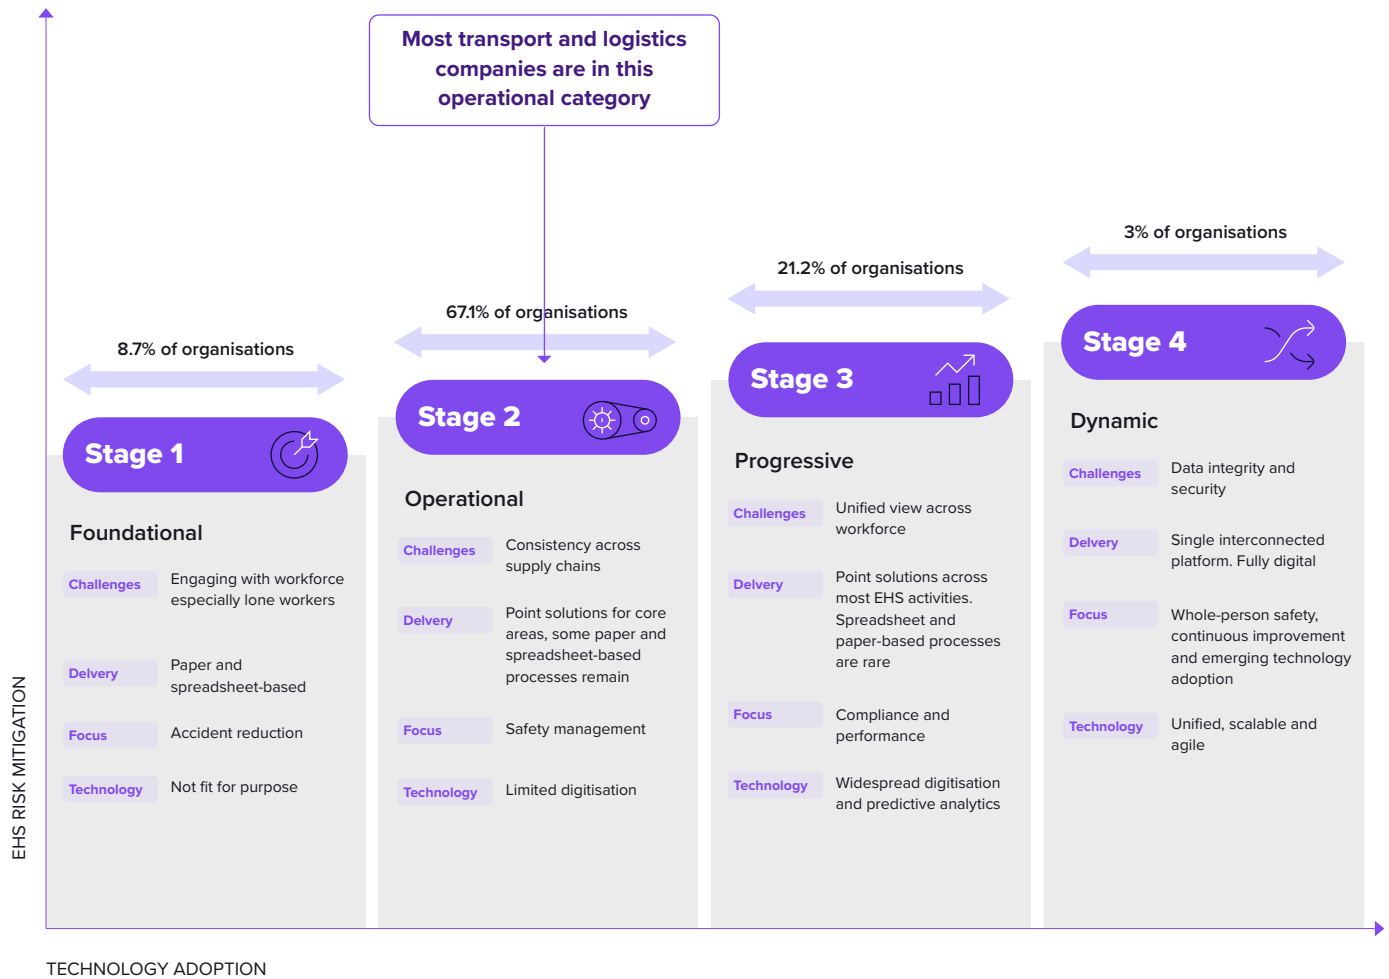 Most transport and logistics
companies are in this
operational category
8.7% of organisations
Stage 1
Foundational
Challenges
Engaging with workforce
especially lone workers
Delvery
Paper and
spreadsheet-based
Focus
Accident reduction
Technology
Not fit for purpose
67.1% of organisations
Stage 2
Operational
Challenges
Consistency across
supply chains
Delvery
Point solutions for core
areas, some paper and
spreadsheet-based
processes remain
Focus
Safety management
Technology
Limited digitisation
21.2% of organisations
Stage 3
Progressive
Challenges
Unified view across
workforce
Delvery
Point solutions across
most EHS activities.
Spreadsheet and
paper-based processes
are rare
Focus
Compliance and
performance
Technology
Widespread digitisation
and predictive analytics
3% of organisations
Stage 4
Dynamic
Challenges
Data integrity and
security
Delvery
Single interconnected
platform. Fully digital
Focus
Whole-person safety,
continuous improvement
and emerging technology
adoption
Technology
Unified, scalable and
agile
EHS RISK MITIGATION
TECHNOLOGY ADOPTION